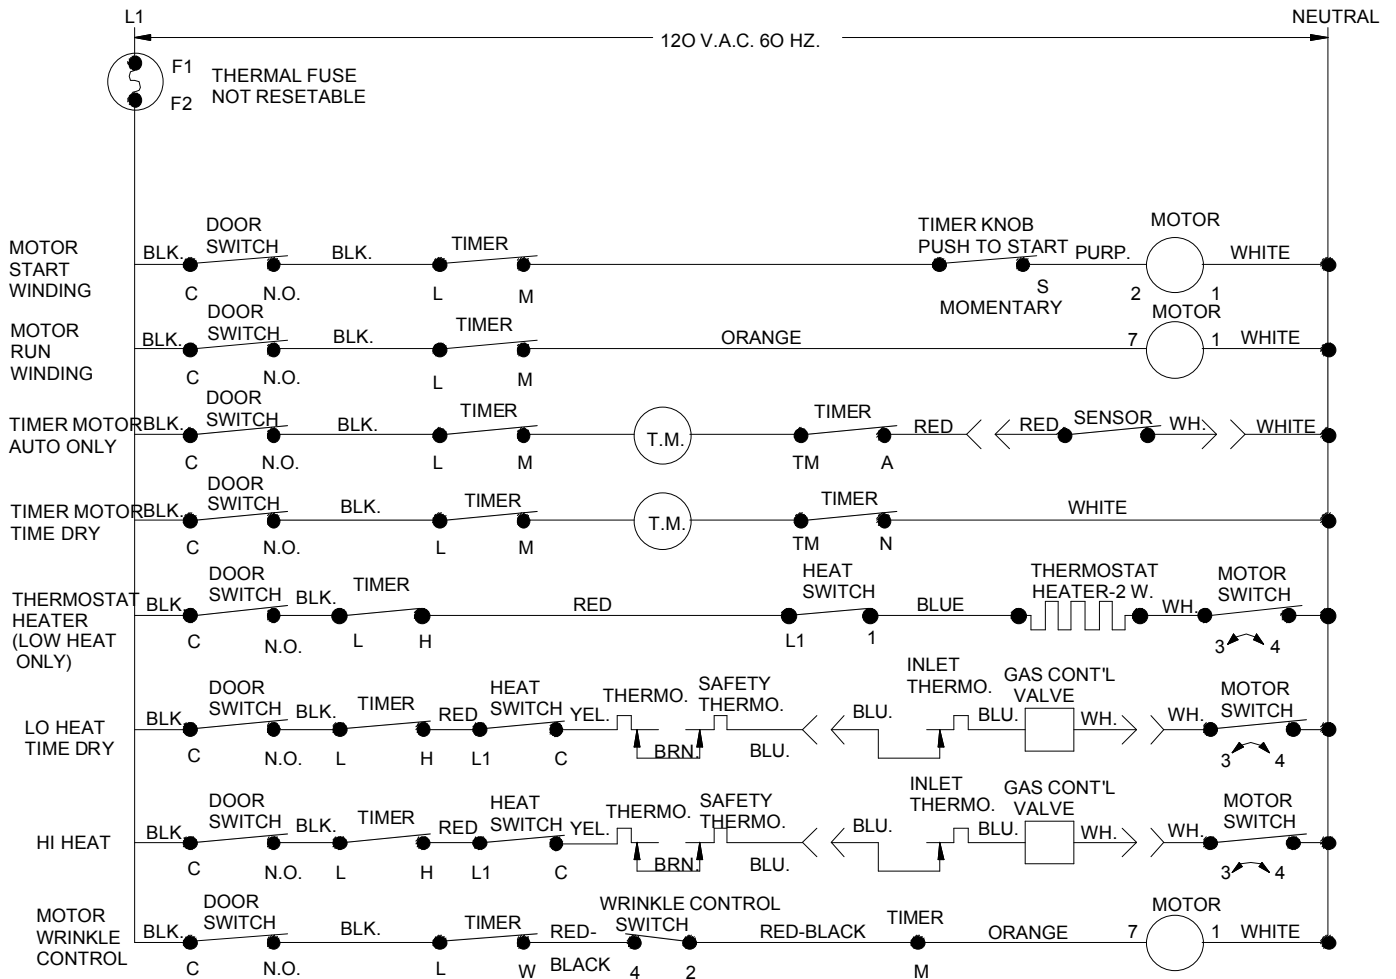 L1
NEUTRAL
12O V.A.C. 6O HZ.
F1
F2
THERMAL FUSE
NOT RESETABLE
MOTOR
START
WINDING
BLK.
DOOR
SWITCH
C
N.O.
BLK.
TIMER
L
M
TIMER KNOB
PUSH TO START
S
MOMENTARY
PURP.
MOTOR
2
1
WHITE
MOTOR
RUN
WINDING
BLK.
DOOR
SWITCH
C
N.O.
BLK.
TIMER
L
M
ORANGE
MOTOR
7
1
WHITE
TIMER MOTOR
AUTO ONLY
BLK.
DOOR
SWITCH
C
N.O.
BLK.
TIMER
L
M
T.M.
TIMER
TM
A
RED
RED
SENSOR
WH.
WHITE
TIMER MOTOR
TIME DRY
BLK.
DOOR
SWITCH
C
N.O.
BLK.
TIMER
L
M
T.M.
TIMER
TM
N
WHITE
THERMOSTAT
HEATER
(LOW HEAT
ONLY)
BLK.
DOOR
SWITCH
C
N.O.
BLK.
TIMER
L
H
RED
HEAT
SWITCH
L1
1
BLUE
THERMOSTAT
HEATER-2 W.
WH.
MOTOR
SWITCH
3
4
LO HEAT
TIME DRY
BLK.
DOOR
SWITCH
C
N.O.
BLK.
TIMER
L
H
RED
HEAT
SWITCH
L1
C
YEL.
THERMO.
BRN.
SAFETY
THERMO.
BLU.
BLU.
INLET
THERMO.
BLU.
GAS CONT'L
VALVE
WH.
WH.
MOTOR
SWITCH
3
4
HI HEAT
BLK.
DOOR
SWITCH
C
N.O.
BLK.
TIMER
L
H
RED
HEAT
SWITCH
L1
C
YEL.
THERMO.
BRN.
SAFETY
THERMO.
BLU.
BLU.
INLET
THERMO.
BLU.
GAS CONT'L
VALVE
WH.
WH.
MOTOR
SWITCH
3
4
MOTOR
WRINKLE
CONTROL
BLK.
DOOR
SWITCH
C
N.O.
BLK.
TIMER
L
W
RED-
BLACK
WRINKLE CONTROL
SWITCH
4
2
RED-BLACK
TIMER
M
ORANGE
MOTOR
7
1
WHITE